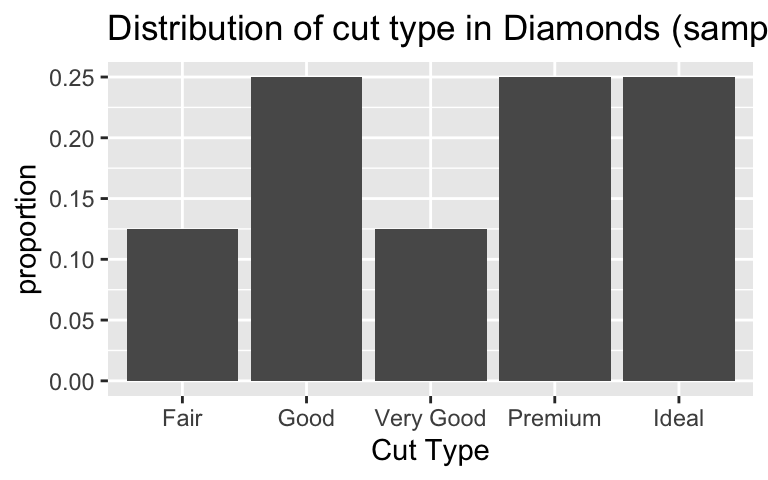 Distribution of cut type in Diamonds (samp
0.25
0.20
0.15
0.10
0.05
0.00
proportion
Fair Good Very Good Premium Ideal
Cut Type